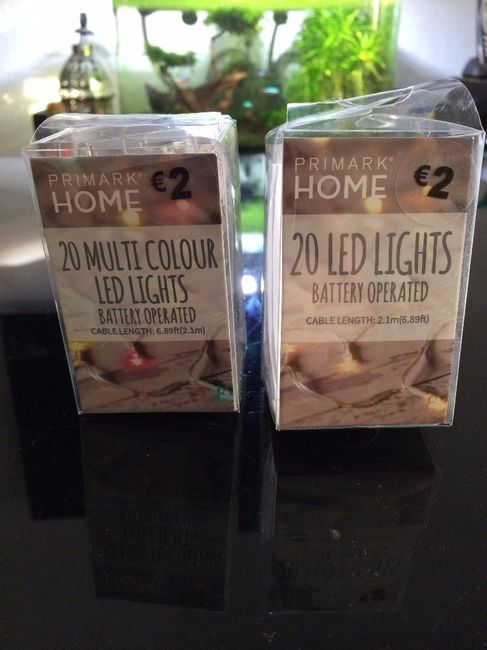 PRIMARK®
HOME
€2
20 MULTI COLOUR
LED LIGHTS
BATTERY OPERATED
CABLE LENGTH: 6.89ft(2.1m)
PRIMARK®
HOME
€2
20 LED LIGHTS
BATTERY OPERATED
CABLE LENGTH: 2.1m(6.89ft)